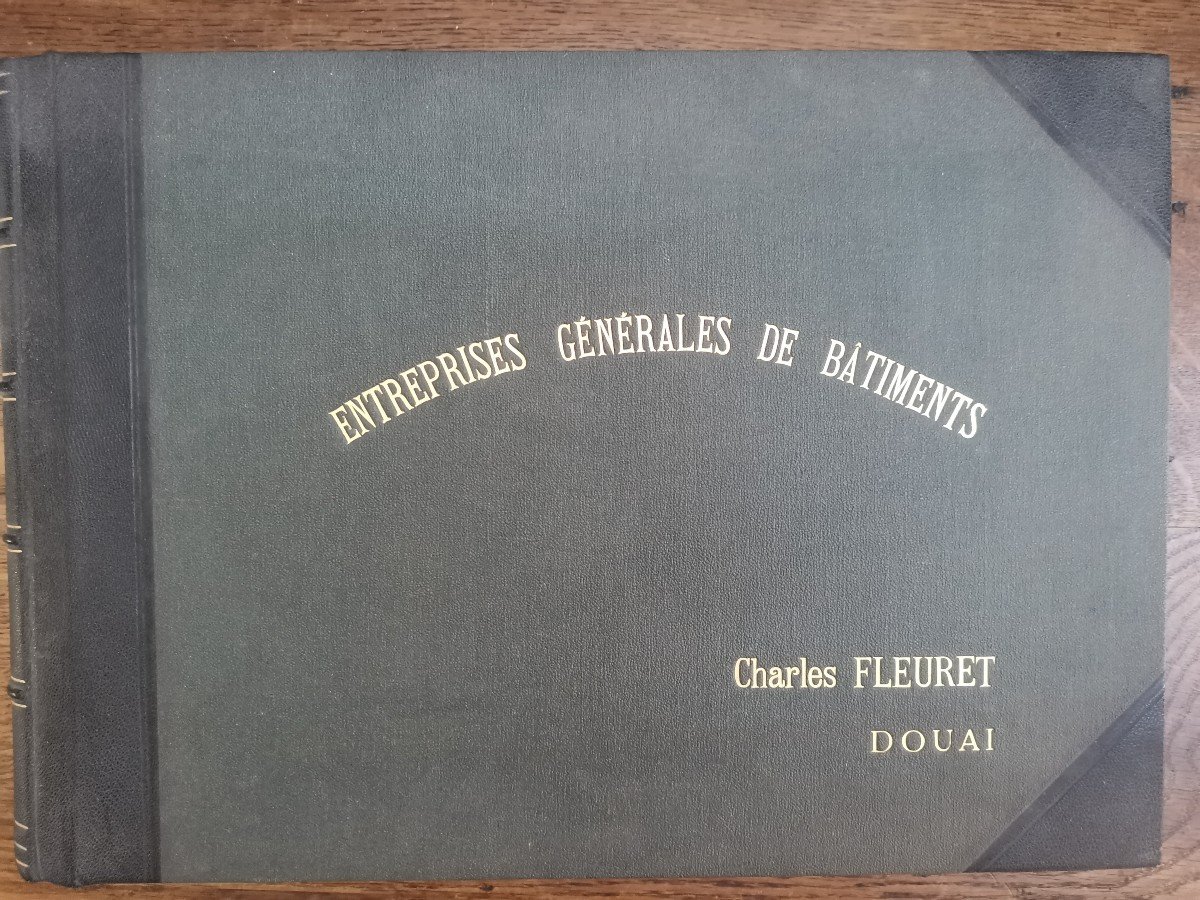 ENTREPRISES GÉNÉRALES DE BÂTIMENTS
Charles FLEURET
DOUAI